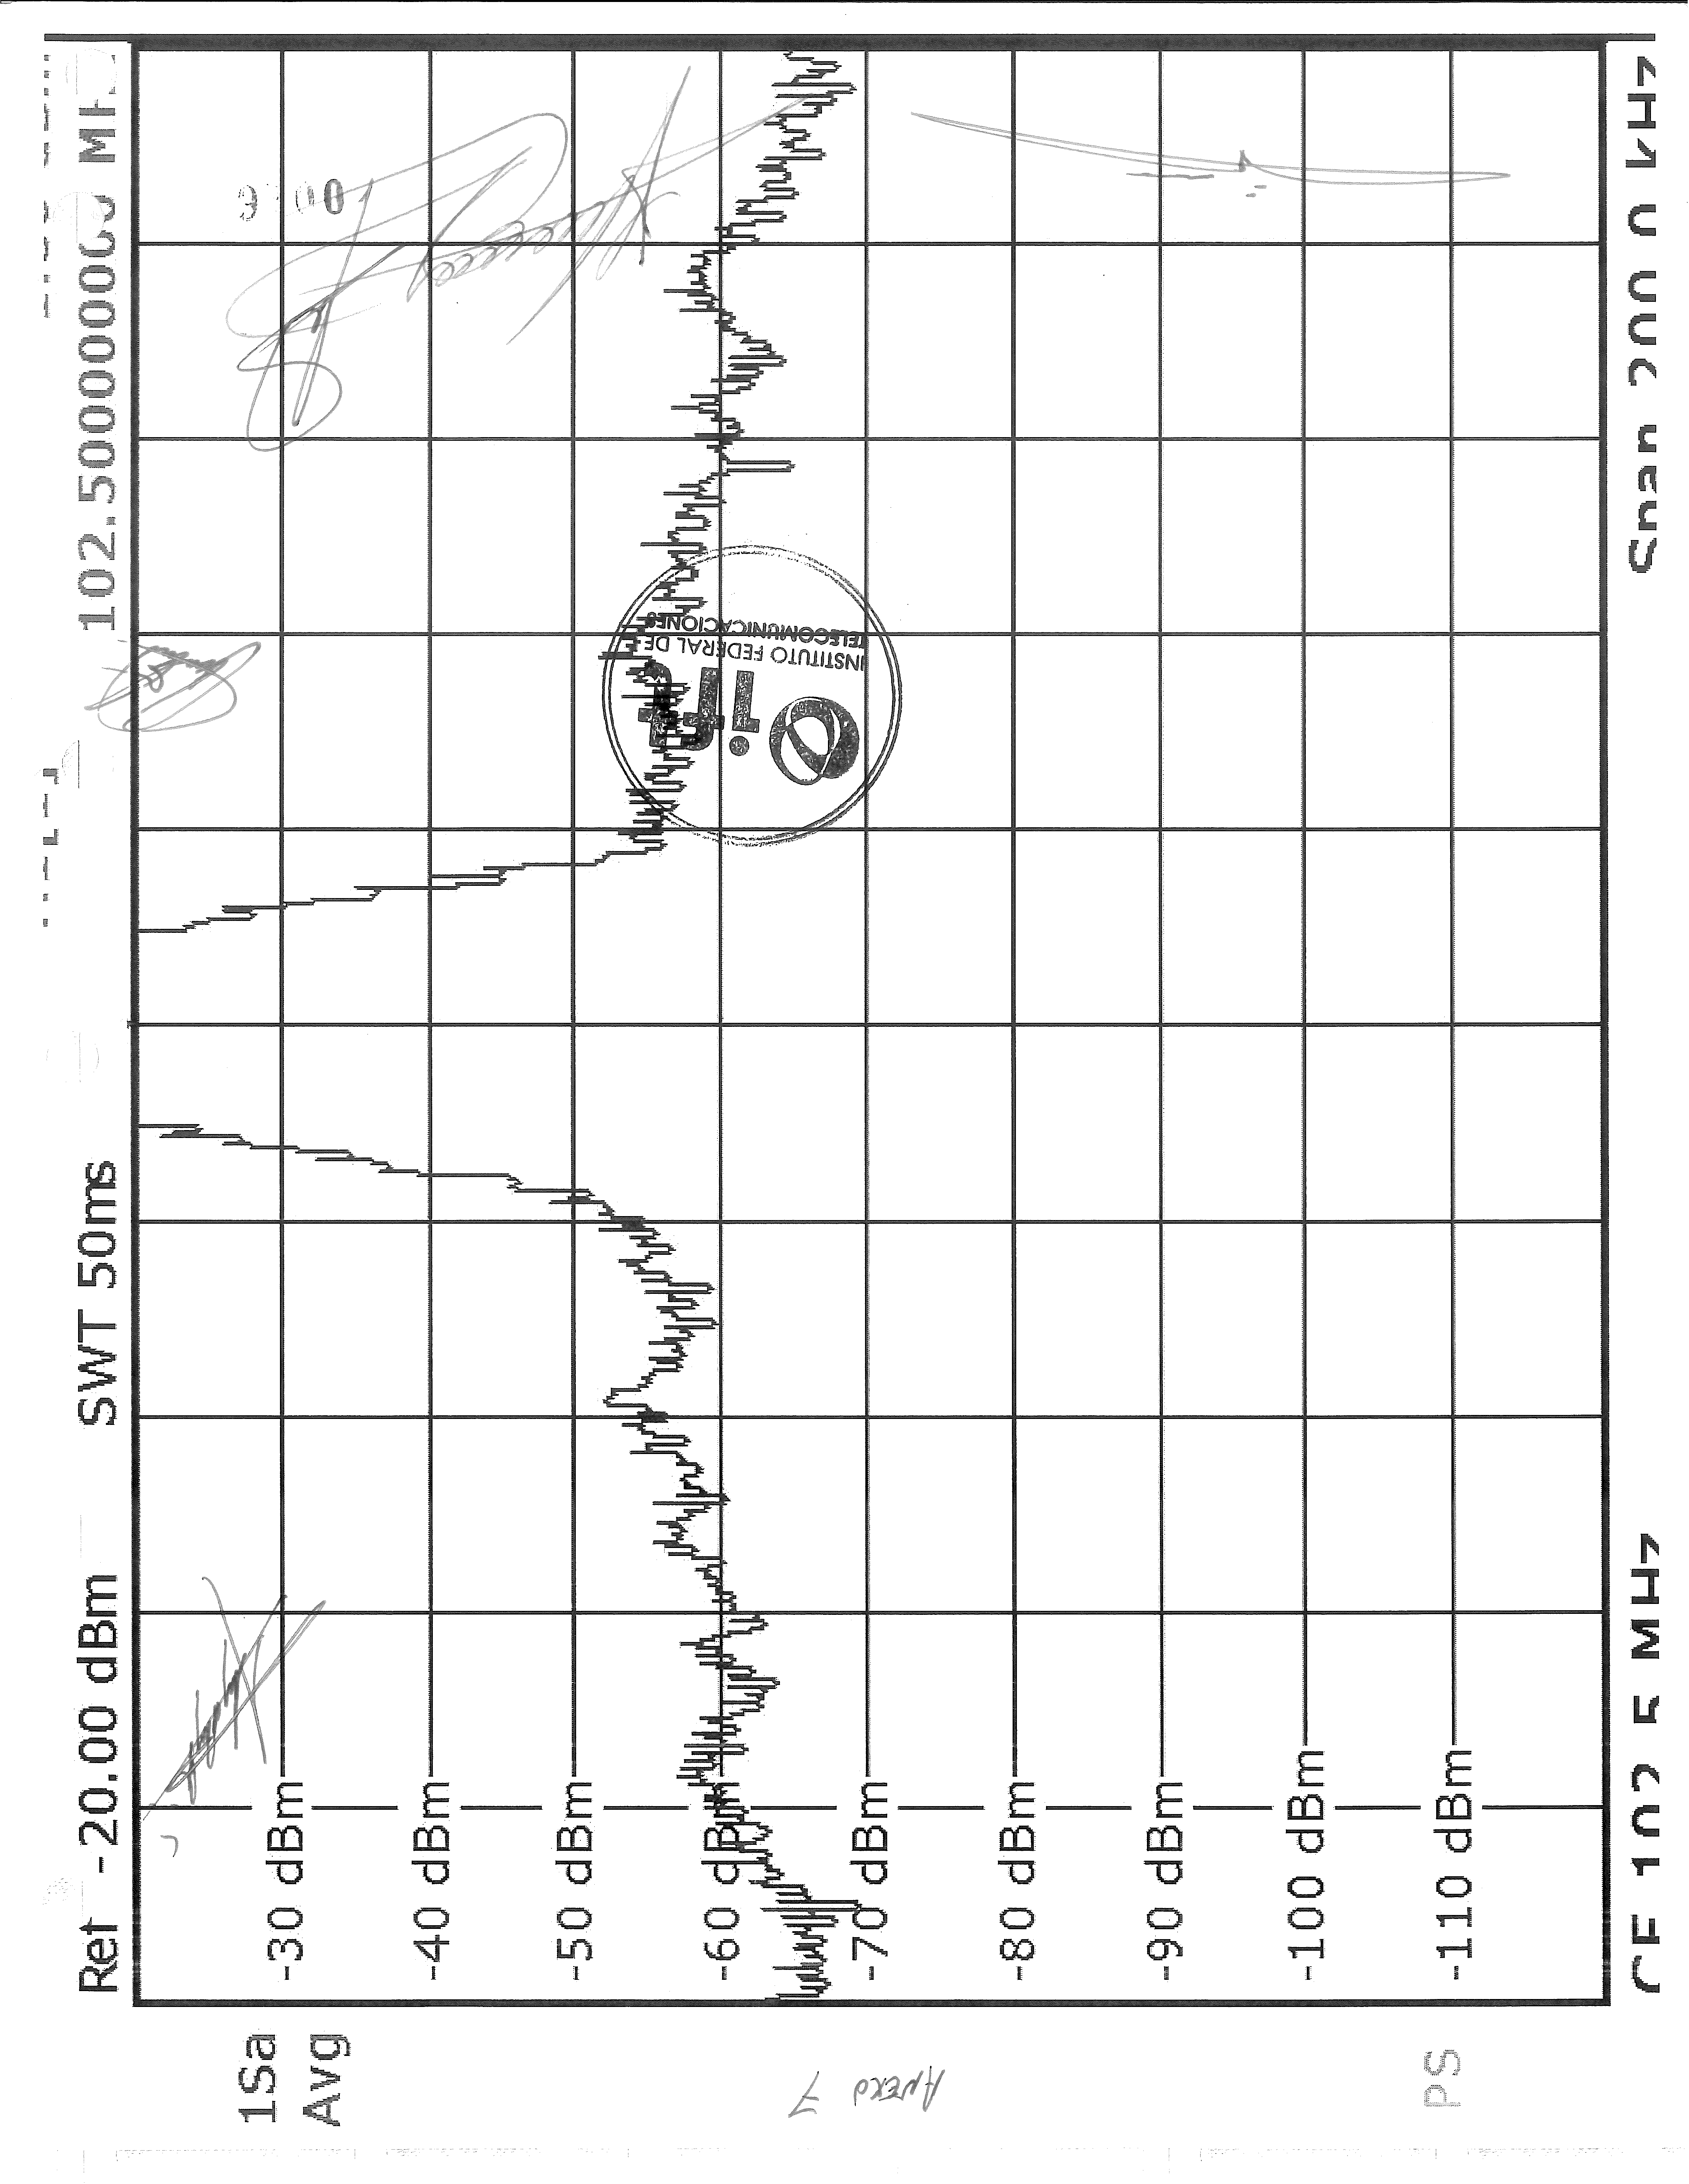 102.5000000
Ref -20.00 dBm SWT 50ms
1Sa
Avg
-30 dBm
-40 dBm
-50 dBm
-60 dBm
-70 dBm
-80 dBm
-90 dBm
-100 dBm
-110 dBm
PS
CF 102.5 MHz Span 200.0 kHz
ift
INSTITUTO FEDERAL DE
TELECOMUNICACIONES
Anexo 7